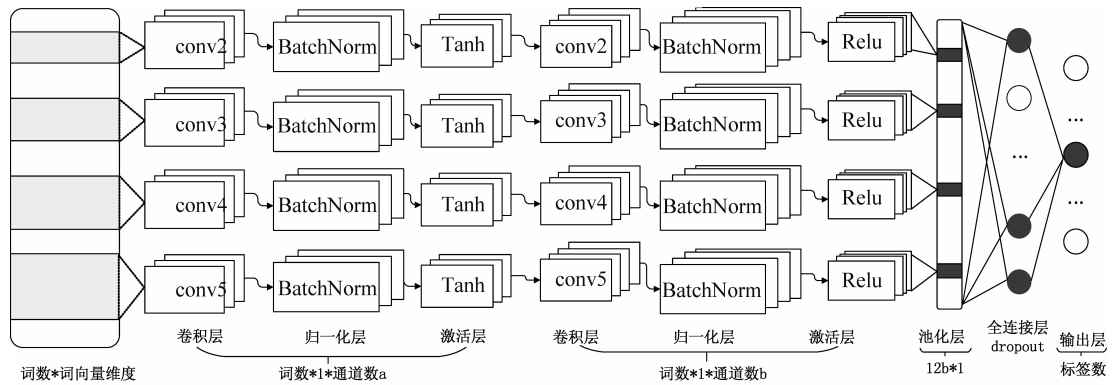 conv2 BatchNorm Tanh conv2 BatchNorm Relu
conv3 BatchNorm Tanh conv3 BatchNorm Relu
...
...
conv4 BatchNorm Tanh conv4 BatchNorm Relu
...
conv5 BatchNorm Tanh conv5 BatchNorm Relu
卷积层 归一化层 激活层 卷积层 归一化层 激活层 池化层 全连接层 输出层
dropout
词数*词向量维度 词数*1*通道数a 词数*1*通道数b 12b*1 标签数